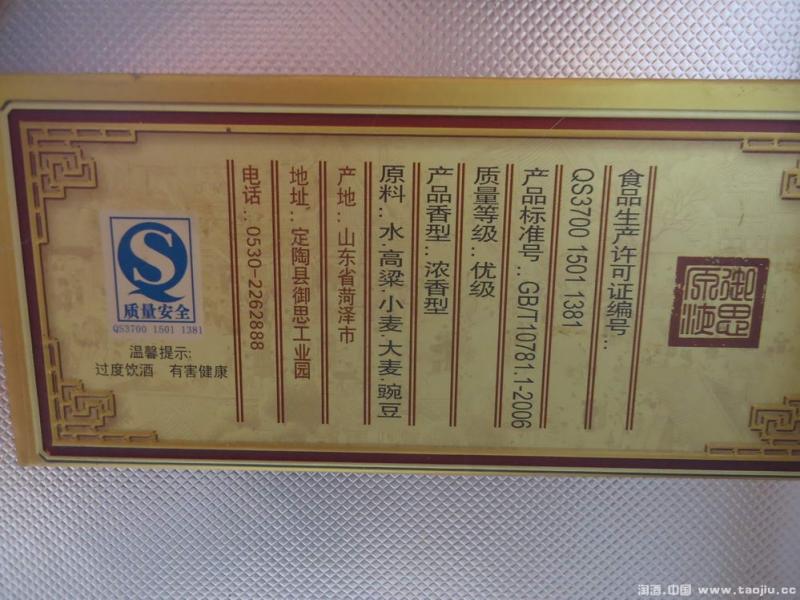 御思
原浆
食品生产许可证编号:
QS3700 1501 1381
产品标准号:GB/T10781.1-2006
质量等级:优级
产品香型:浓香型
原料:水.高粱.小麦.大麦.豌豆
产地:山东省菏泽市
地址:定陶县御思工业园
电话:0530-2262888
S
质量安全
QS3700 1501 1381
温馨提示:
过度饮酒 有害健康
淘酒.中国 www.taojiu.cc